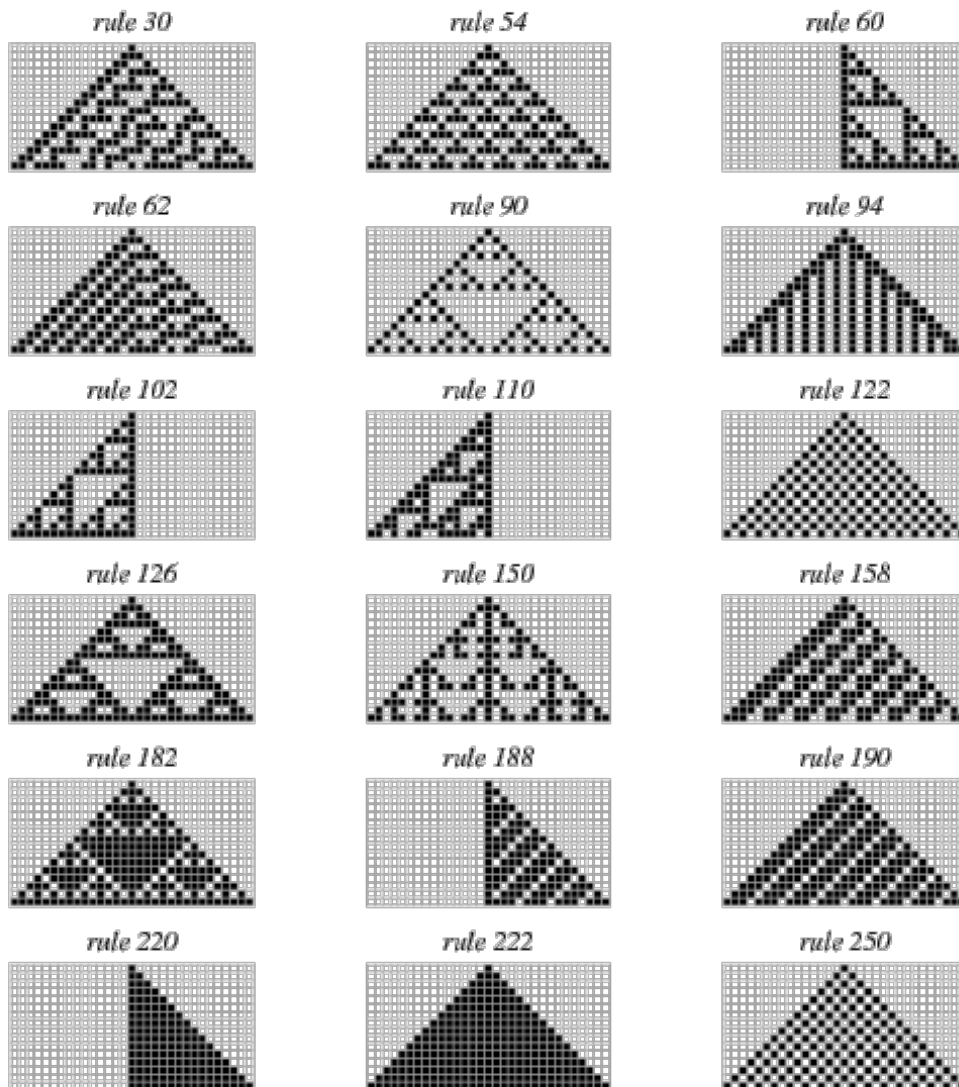 rule 30 rule 54 rule 60
rule 62 rule 90 rule 94
rule 102 rule 110 rule 122
rule 126 rule 150 rule 158
rule 182 rule 188 rule 190
rule 220 rule 222 rule 250